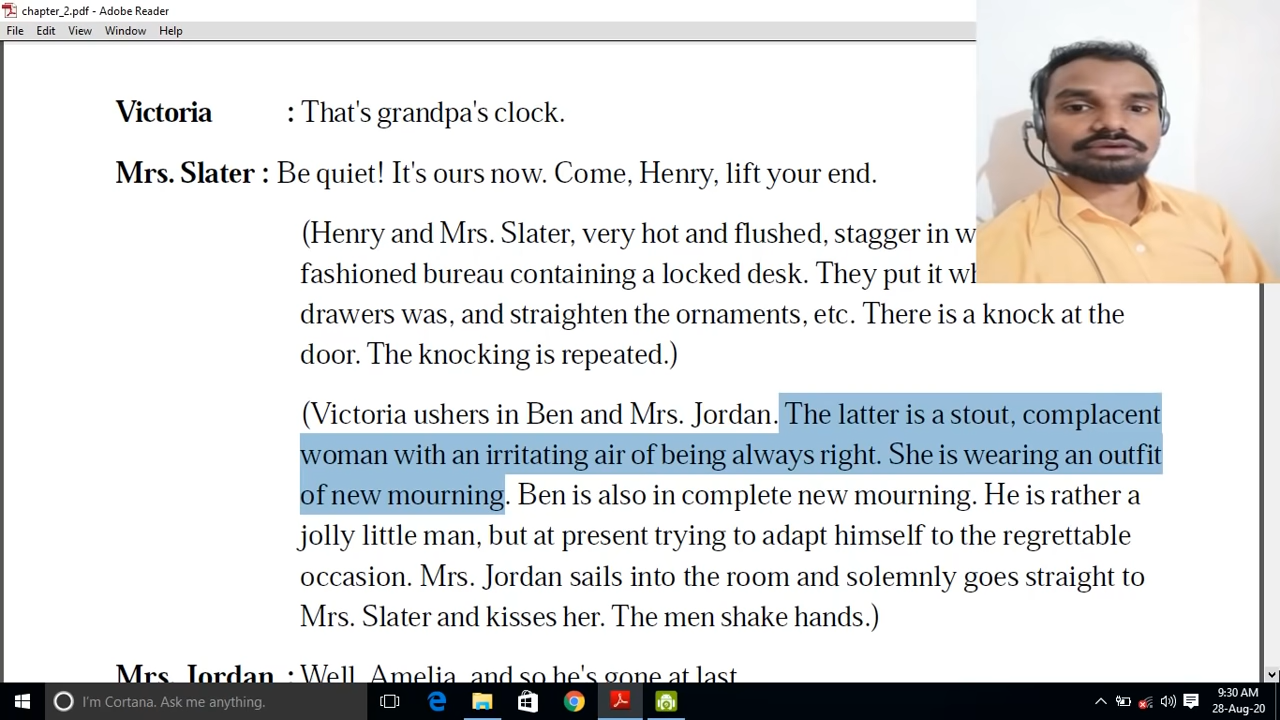 chapter_2.pdf - Adobe Reader
File Edit View Window Help
Victoria : That's grandpa's clock.
Mrs. Slater : Be quiet! It's ours now. Come, Henry, lift your end.
(Henry and Mrs. Slater, very hot and flushed, stagger in
fashioned bureau containing a locked desk. They put it
drawers was, and straighten the ornaments, etc. There is a knock at the
door. The knocking is repeated.)
(Victoria ushers in Ben and Mrs. Jordan. The latter is a stout, complacent
woman with an irritating air of being always right. She is wearing an outfit
of new mourning. Ben is also in complete new mourning. He is rather a
jolly little man, but at present trying to adapt himself to the regrettable
occasion. Mrs. Jordan sails into the room and solemnly goes straight to
Mrs. Slater and kisses her. The men shake hands.)
Mrs. Jordan : Well, Amelia, and so he's gone at last.
I'm Cortana. Ask me anything.
9:30 AM
28-Aug-20